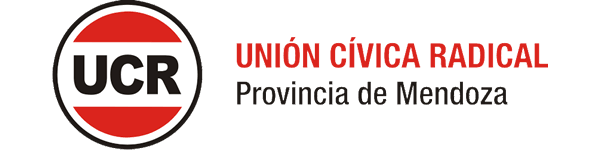 UCR
UNIÓN CÍVICA RADICAL
Provincia de Mendoza